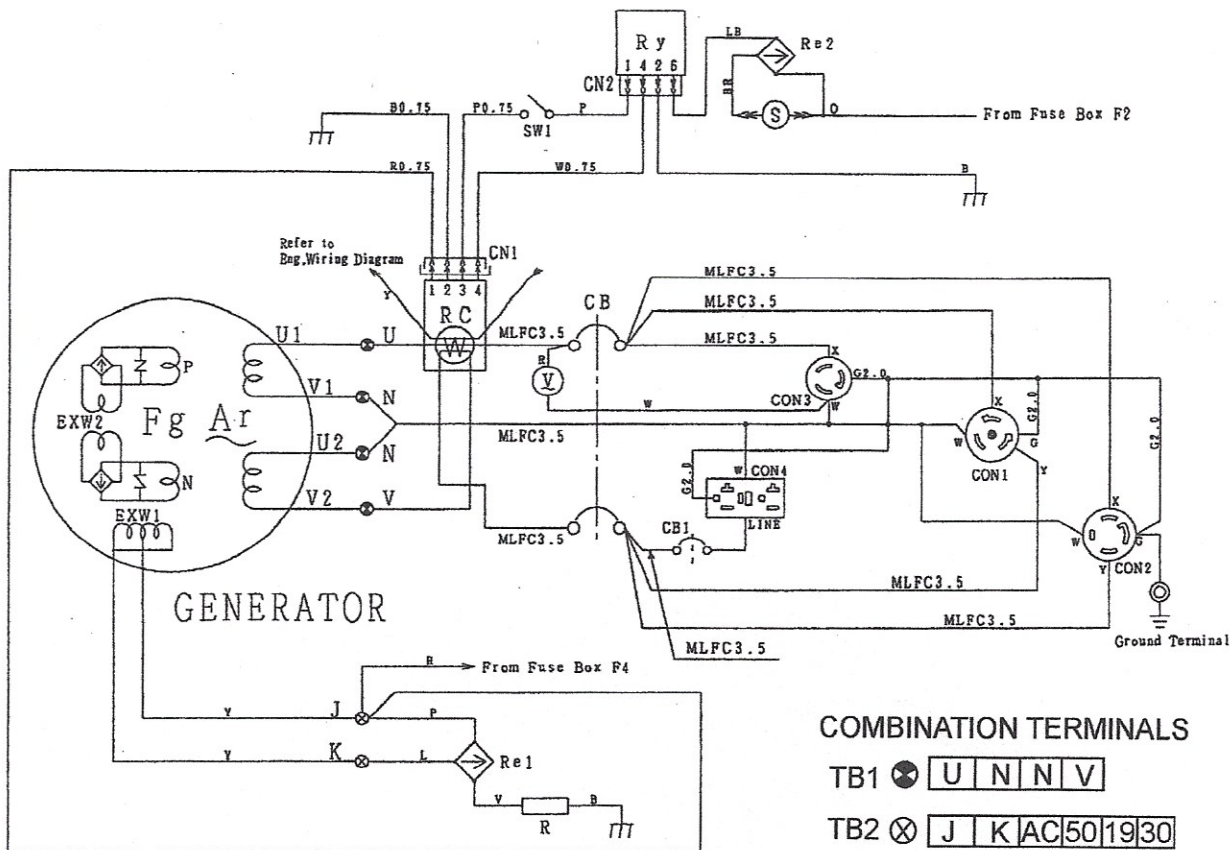 R y
1 4 2 6
CN2
LB
Re2
BR
S
O
From Fuse Box F2
B0.75
P0.75
SW1
P
R0.75
W0.75
B
Refer to
Eng.Wiring Diagram
Y
CN1
1 2 3 4
R C
W
MLFC3.5
CB
MLFC3.5
MLFC3.5
MLFC3.5
U1
U
V1
N
U2
N
V2
V
P
EXW2
Fg
Ar
N
EXW1
R
V
W
X
G2.0
CON3
W
MLFC3.5
X
G2.0
W
G
CON1
Y
G2.0
G2.0
W
CON4
LINE
CB1
MLFC3.5
X
W
G
Y
CON2
MLFC3.5
MLFC3.5
MLFC3.5
Ground Terminal
GENERATOR
R
From Fuse Box F4
Y
J
P
Y
K
L
Re1
V
R
B
COMBINATION TERMINALS
TB1 U N N V
TB2 J K AC 50 19 30